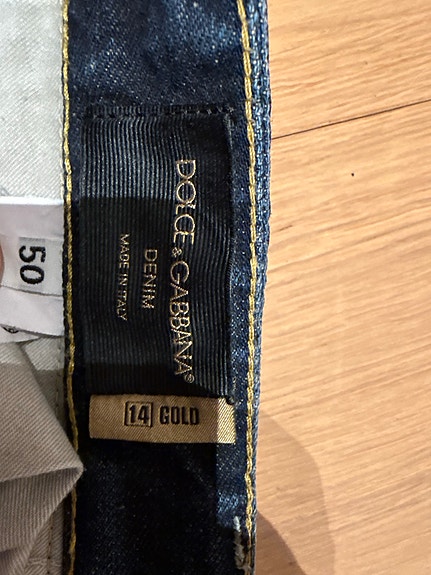 DOLCE & GABBANA®
DENIM
MADE IN ITALY
14 GOLD
50